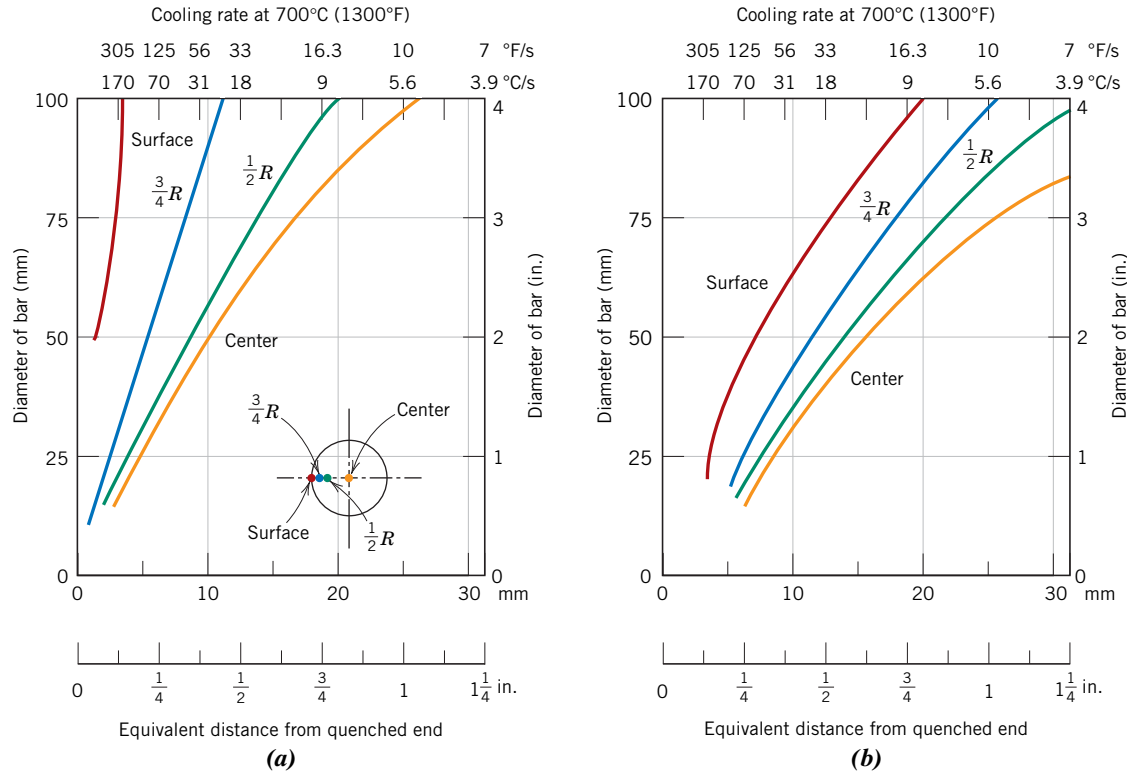 Cooling rate at 700°C (1300°F)
305 125 56 33 16.3 10 7 °F/s
170 70 31 18 9 5.6 3.9 °C/s
100 4
Surface
3/4 R
1/2 R
75 3
Diameter of bar (mm)
Diameter of bar (in.)
50 2
Center
3/4 R
Center
25 1
Surface
1/2 R
0 0
0 10 20 30 mm
0 1/4 1/2 3/4 1 1 1/4 in.
Equivalent distance from quenched end
(a)
Cooling rate at 700°C (1300°F)
305 125 56 33 16.3 10 7 °F/s
170 70 31 18 9 5.6 3.9 °C/s
100 4
1/2 R
3/4 R
75 3
Surface
Diameter of bar (mm)
Diameter of bar (in.)
50 2
Center
25 1
0 0
0 10 20 30 mm
0 1/4 1/2 3/4 1 1 1/4 in.
Equivalent distance from quenched end
(b)